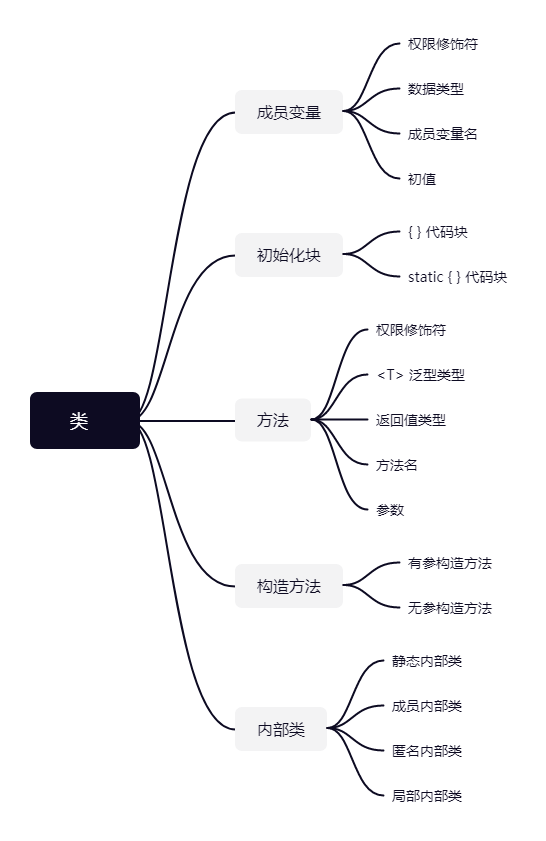 类
成员变量
权限修饰符
数据类型
成员变量名
初值
初始化块
{ } 代码块
static { } 代码块
方法
权限修饰符
<T> 泛型类型
返回值类型
方法名
参数
构造方法
有参构造方法
无参构造方法
内部类
静态内部类
成员内部类
匿名内部类
局部内部类